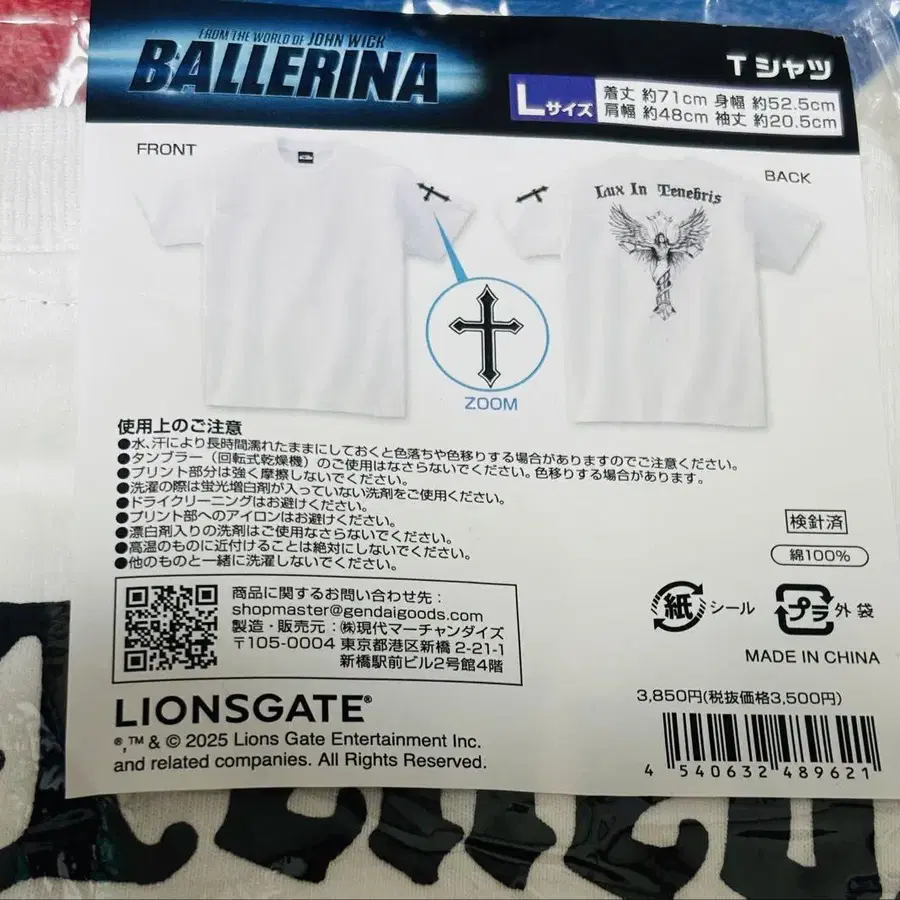 FROM THE WORLD OF JOHN WICK
BALLERINA
Tシャツ
Lサイズ
着丈 約71cm 身幅 約52.5cm
肩幅 約48cm 袖丈 約20.5cm
FRONT
BACK
Lux In Tenebris
ZOOM
使用上のご注意
●水、汗により長時間濡れたままにしておくと色落ちや色移りする場合がありますのでご注意ください。
●タンブラー（回転式乾燥機）のご使用はなさらないでください。色移りする場合があります。
●プリント部分は強く摩擦しないでください。
●洗濯の際は蛍光増白剤が入っていない洗剤をご使用ください。
●ドライクリーニングはお避けください。
●プリント部へのアイロンはお避けください。
●漂白剤入りの洗剤はご使用なさらないでください。
●高温のものに近付けることは絶対にしないでください。
●他のものと一緒に洗濯しないでください。
検針済
綿100%
商品に関するお問い合わせ先：
shopmaster@gendaigoods.com
製造・販売元：㈱現代マーチャンダイズ
〒105-0004 東京都港区新橋 2-21-1
新橋駅前ビル2号館4階
紙 シール
プラ 外袋
MADE IN CHINA
LIONSGATE®
®,™ & © 2025 Lions Gate Entertainment Inc.
and related companies. All Rights Reserved.
3,850円(税抜価格3,500円)
4 540632 489621